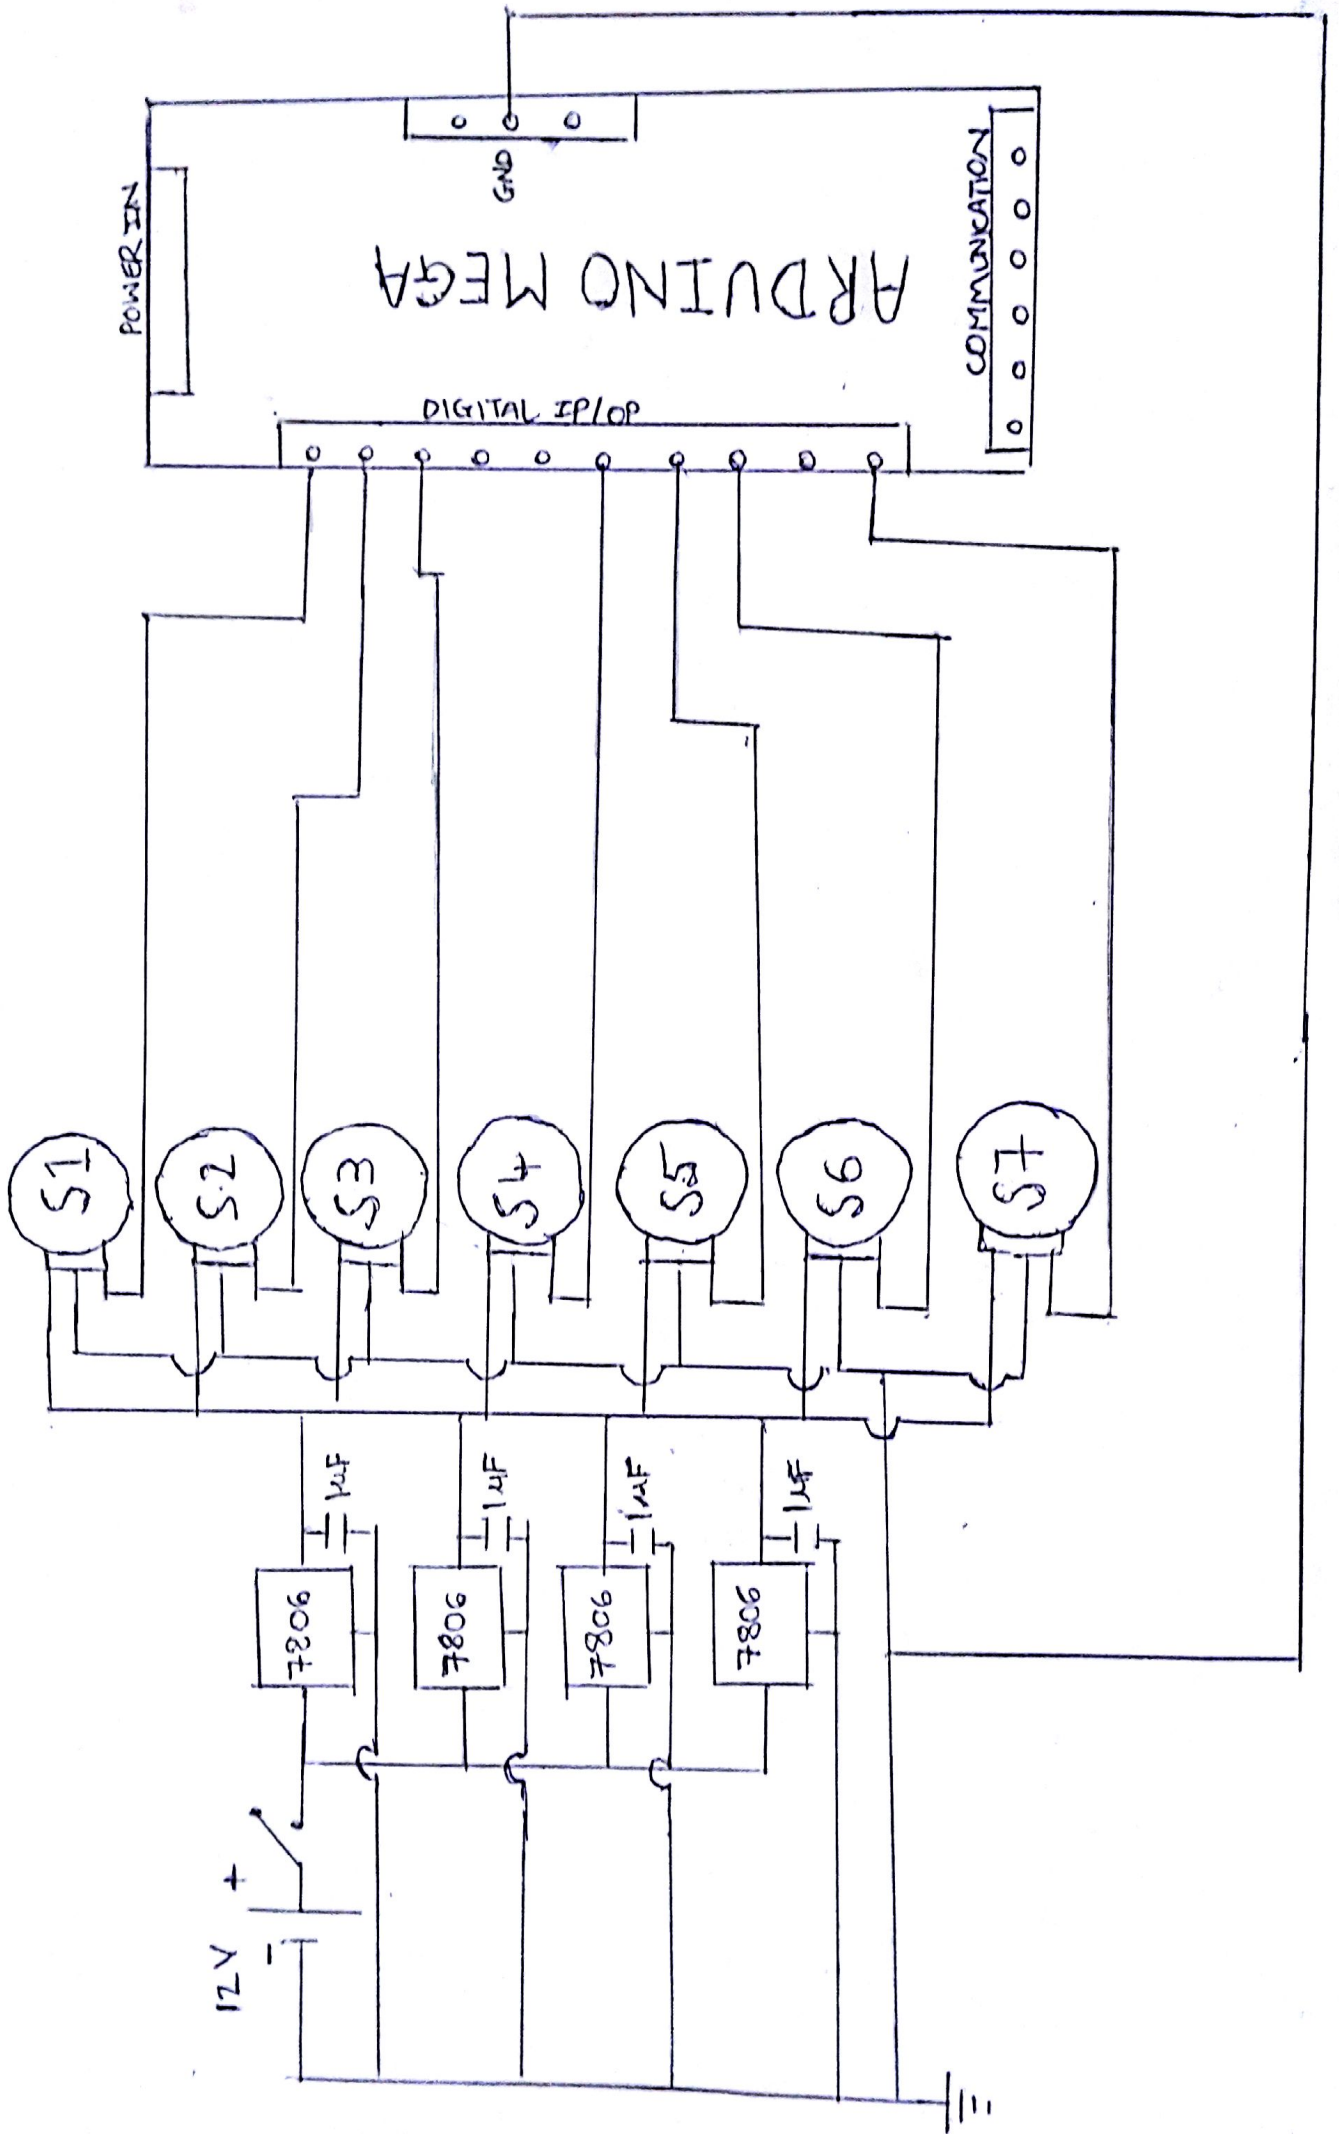 GND
POWER IN
ARDUINO MEGA
COMMUNICATION
DIGITAL IP/OP
S1
S2
S3
S4
S5
S6
S7
1µF
1µF
1µF
1µF
7806
7806
7806
7806
+
-
12V